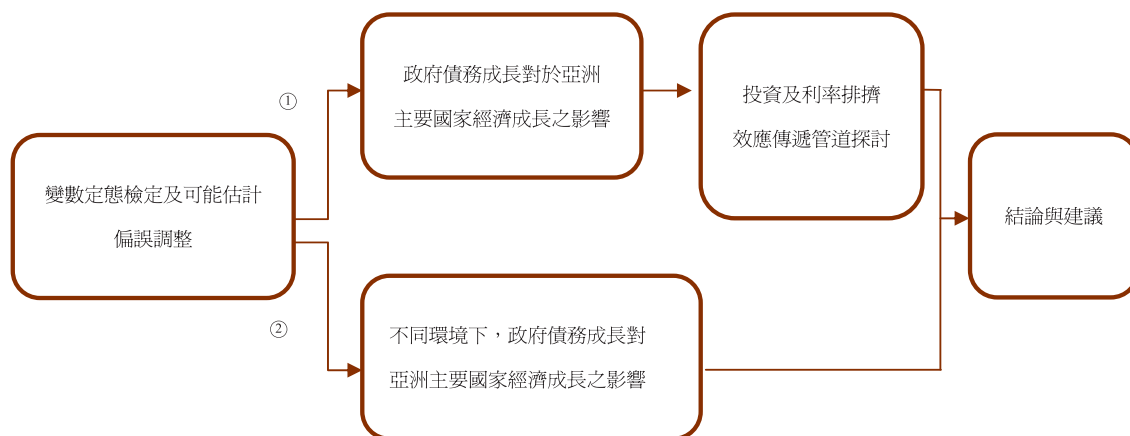 變數定態檢定及可能估計
偏誤調整
①
政府債務成長對於亞洲
主要國家經濟成長之影響
投資及利率排擠
效應傳遞管道探討
②
不同環境下，政府債務成長對
亞洲主要國家經濟成長之影響
結論與建議